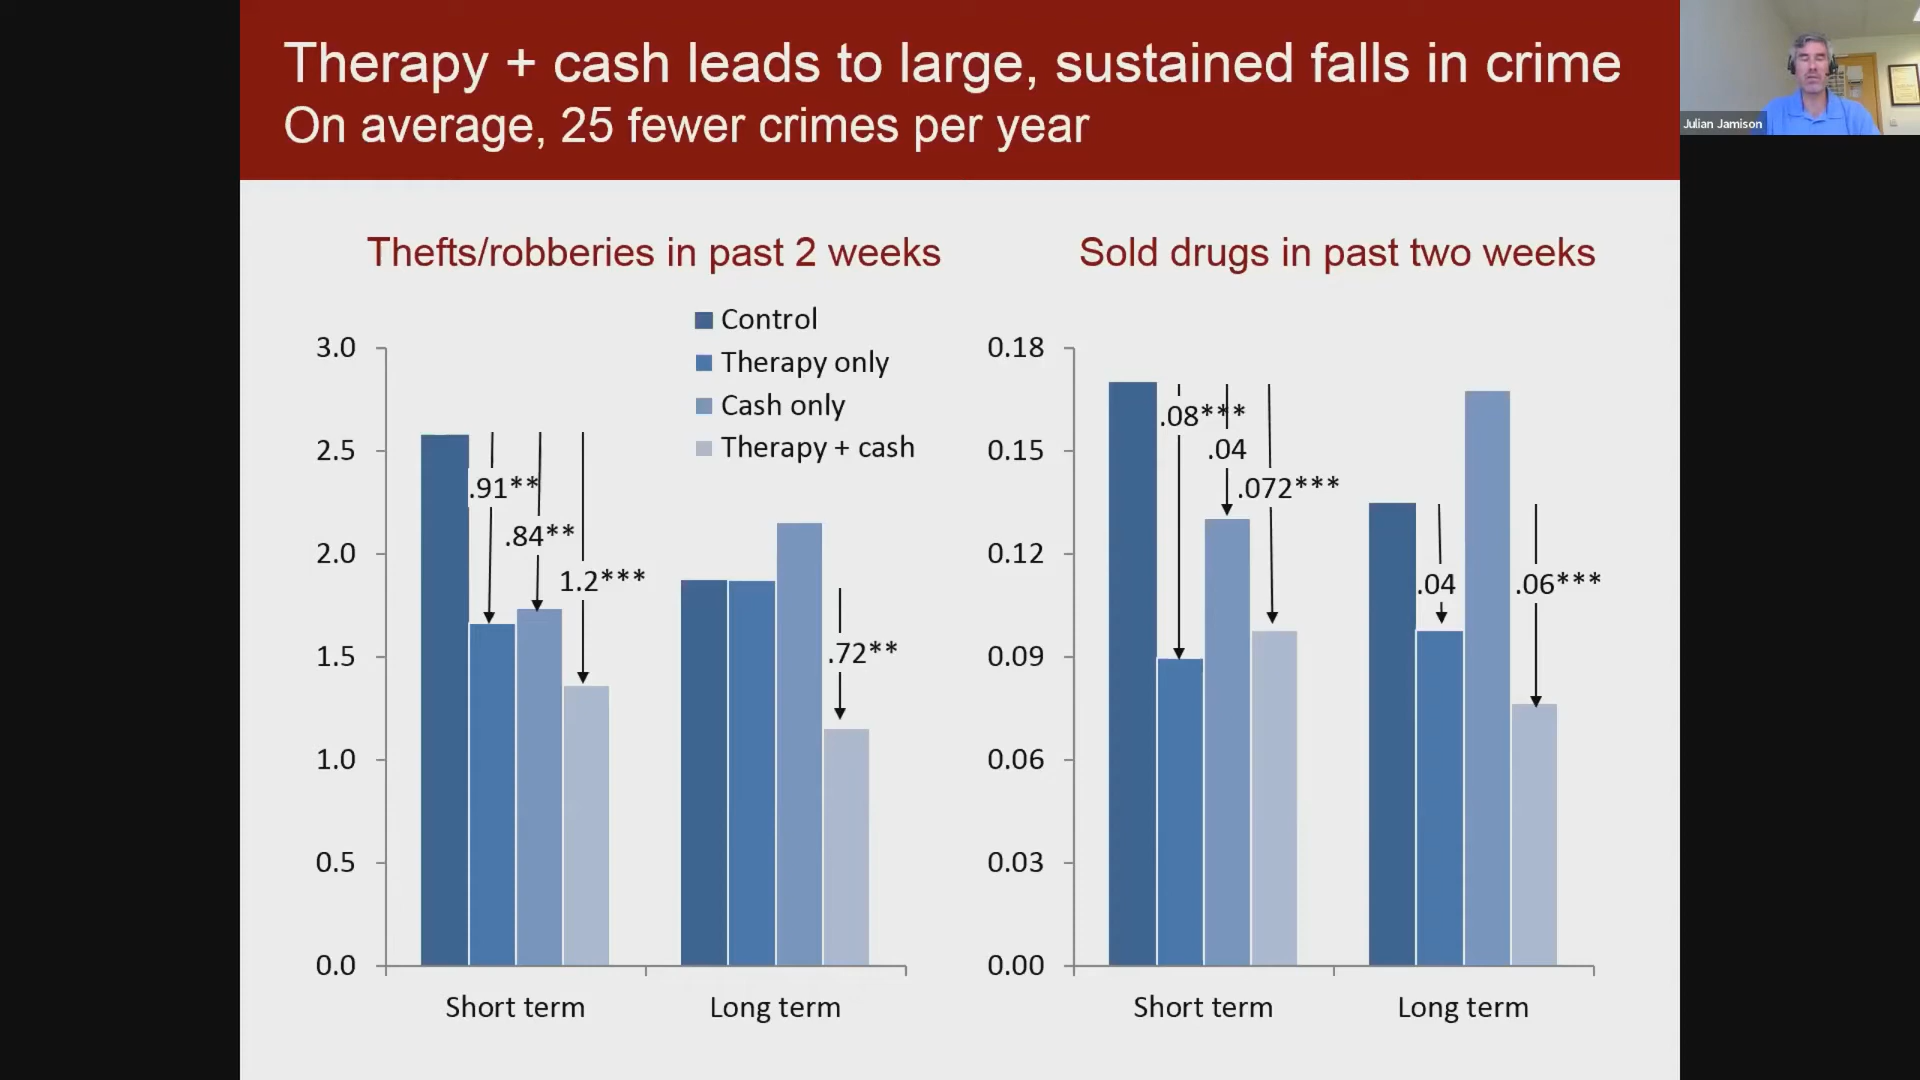 Therapy + cash leads to large, sustained falls in crime
On average, 25 fewer crimes per year
Julian Jamison
Thefts/robberies in past 2 weeks
Control
Therapy only
Cash only
Therapy + cash
3.0
2.5
2.0
1.5
1.0
0.5
0.0
.91**
.84**
1.2***
.72**
Short term
Long term
Sold drugs in past two weeks
0.18
0.15
0.12
0.09
0.06
0.03
0.00
.08***
.04
.072***
.04
.06***
Short term
Long term